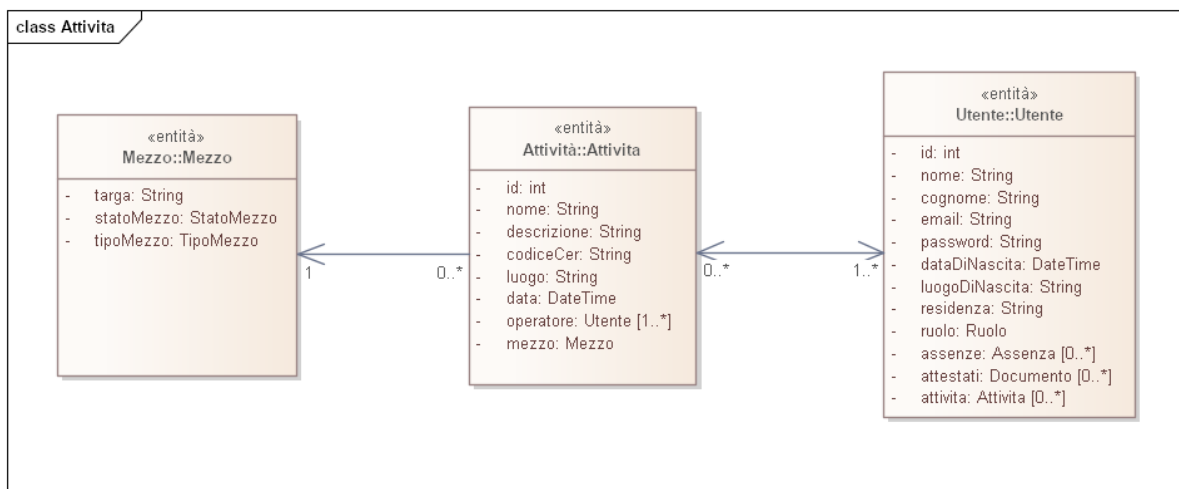 class Attivita
«entità»
Mezzo::Mezzo
- targa: String
- statoMezzo: StatoMezzo
- tipoMezzo: TipoMezzo
1
0..*
«entità»
Attività::Attivita
- id: int
- nome: String
- descrizione: String
- codiceCer: String
- luogo: String
- data: DateTime
- operatore: Utente [1..*]
- mezzo: Mezzo
0..*
1..*
«entità»
Utente::Utente
- id: int
- nome: String
- cognome: String
- email: String
- password: String
- dataDiNascita: DateTime
- luogoDiNascita: String
- residenza: String
- ruolo: Ruolo
- assenze: Assenza [0..*]
- attestati: Documento [0..*]
- attivita: Attivita [0..*]